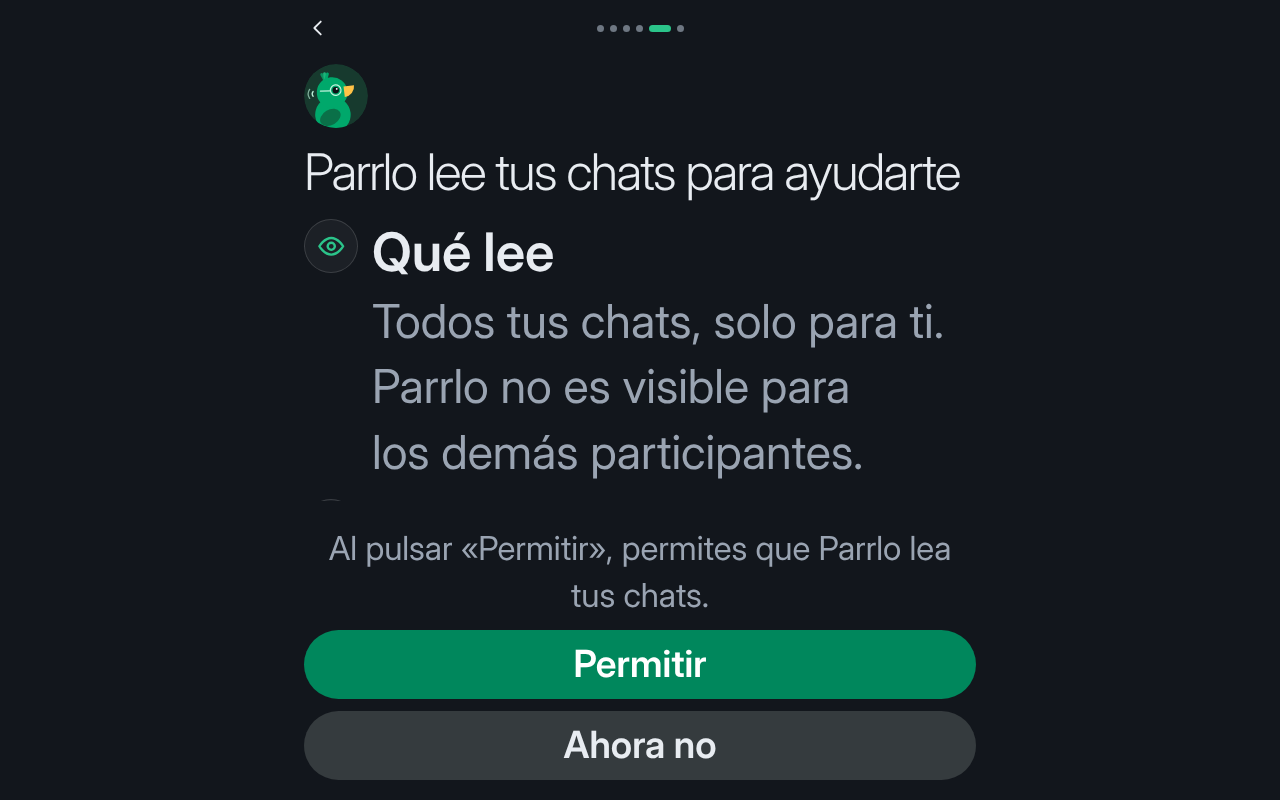 Parrlo lee tus chats para ayudarte
Qué lee
Todos tus chats, solo para ti.
Parrlo no es visible para
los demás participantes.
Al pulsar «Permitir», permites que Parrlo lea
tus chats.
Permitir
Ahora no